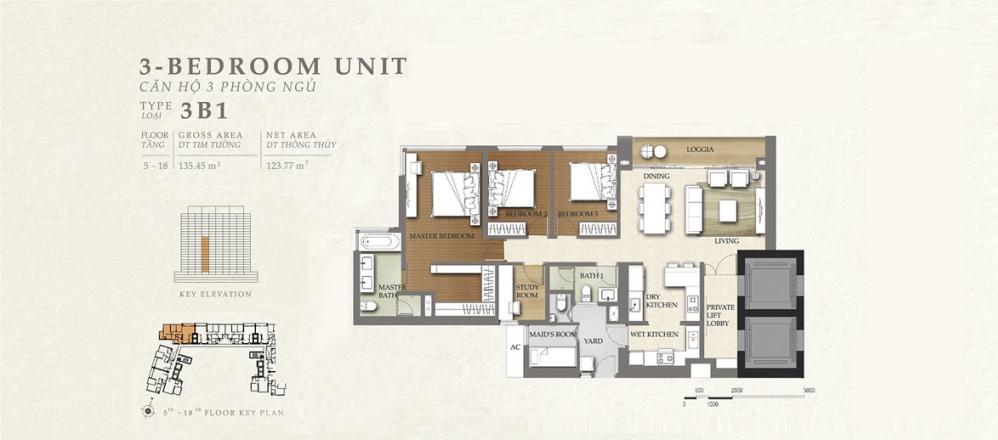 3-BEDROOM UNIT
CĂN HỘ 3 PHÒNG NGỦ
TYPE
LOẠI
3B1
FLOOR GROSS AREA NET AREA
TẦNG DT TIM TƯỜNG DT THÔNG THỦY
5 - 18 135.45 m² 123.77 m²
KEY ELEVATION
5th - 18th FLOOR KEY PLAN
LOGGIA
DINING
BEDROOM 2
BEDROOM 3
MASTER BEDROOM
LIVING
MASTER BATH
STUDY ROOM
BATH 1
DRY KITCHEN
PRIVATE LIFT LOBBY
MAID'S ROOM
YARD
WET KITCHEN
AC
500 2000 5000
0 1000